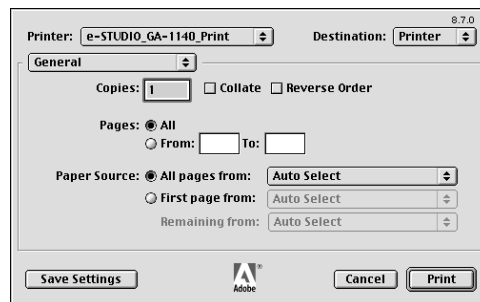 8.7.0
Printer: e-STUDIO_GA-1140_Print Destination: Printer
General
Copies: 1 Collate Reverse Order
Pages: All
From: To:
Paper Source: All pages from: Auto Select
First page from: Auto Select
Remaining from: Auto Select
Save Settings Adobe ® Cancel Print